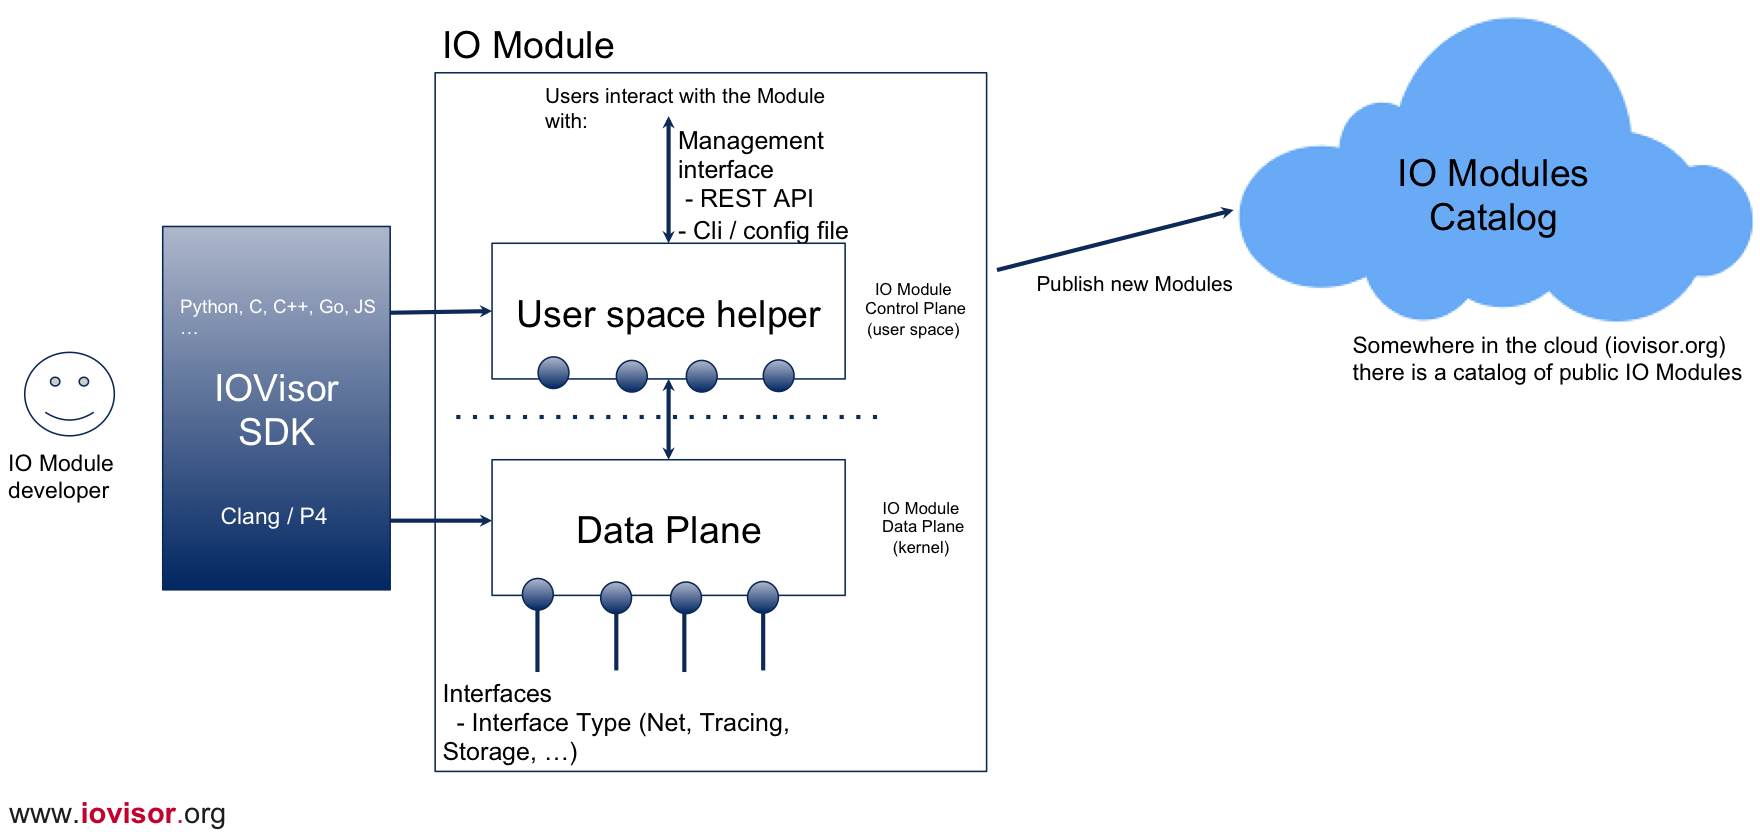 IO Module
Users interact with the Module
with:
Management
interface
- REST API
- Cli / config file
Python, C, C++, Go, JS
…
IOVisor
SDK
Clang / P4
IO Module
developer
User space helper
IO Module
Control Plane
(user space)
Data Plane
IO Module
Data Plane
(kernel)
Interfaces
- Interface Type (Net, Tracing,
Storage, …)
Publish new Modules
IO Modules
Catalog
Somewhere in the cloud (iovisor.org)
there is a catalog of public IO Modules
www.iovisor.org